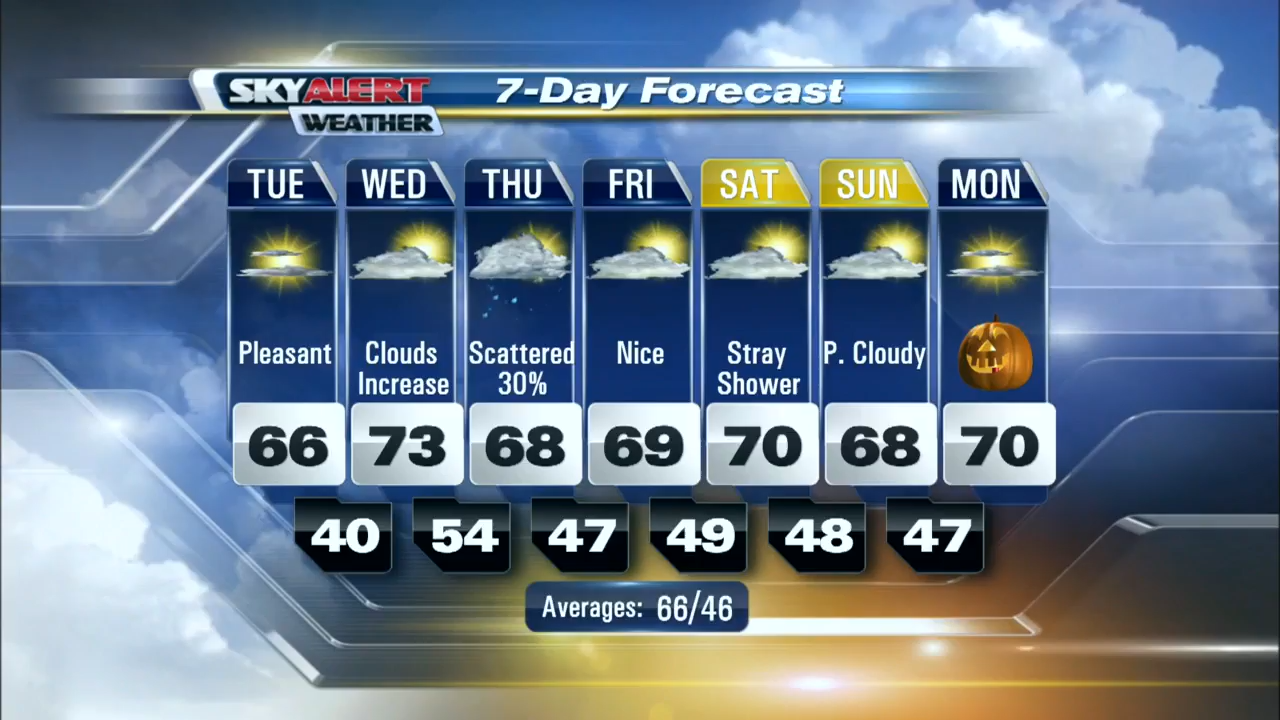 SKYALERT 7-Day Forecast
WEATHER
TUE WED THU FRI SAT SUN MON
Pleasant Clouds Scattered Nice Stray P. Cloudy
Increase 30% Shower
66 73 68 69 70 68 70
40 54 47 49 48 47
Averages: 66/46